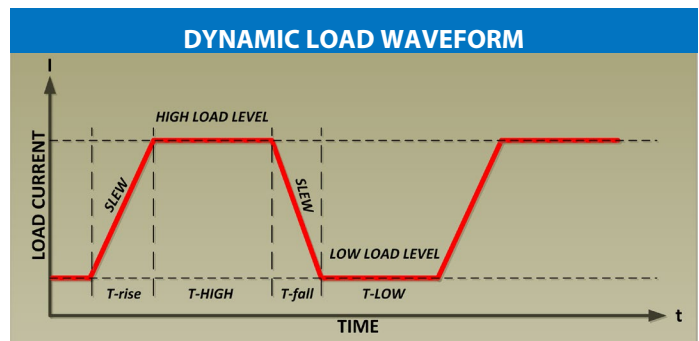 DYNAMIC LOAD WAVEFORM
I
HIGH LOAD LEVEL
LOAD CURRENT
SLEW
SLEW
LOW LOAD LEVEL
T-rise
T-HIGH
T-fall
T-LOW
t
TIME